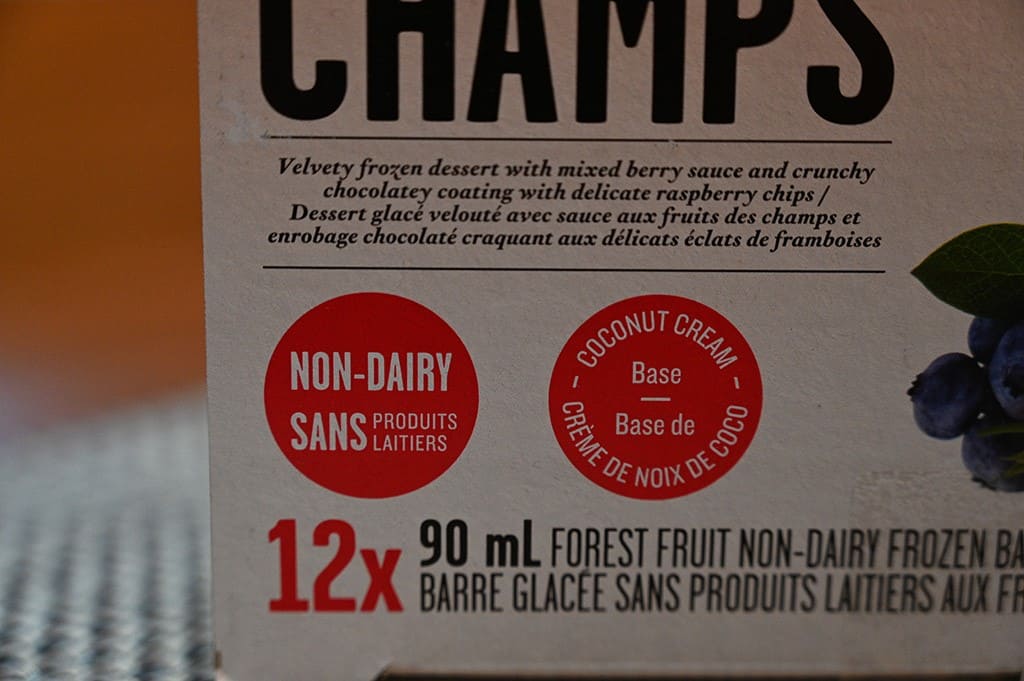 CHAMPS
Velvety frozen dessert with mixed berry sauce and crunchy
chocolatey coating with delicate raspberry chips /
Dessert glacé velouté avec sauce aux fruits des champs et
enrobage chocolaté craquant aux délicats éclats de framboises
NON-DAIRY
SANS PRODUITS
LAITIERS
COCONUT CREAM
Base
Base de
CRÈME DE NOIX DE COCO
12x 90 mL FOREST FRUIT NON-DAIRY FROZEN
BARRE GLACÉE SANS PRODUITS LAITIERS AUX